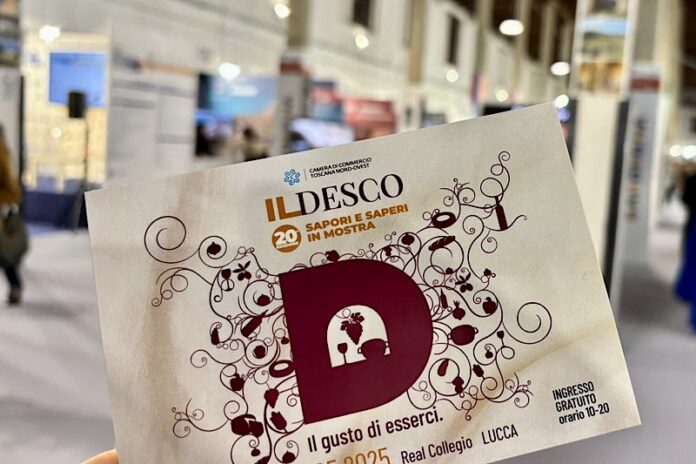 CAMERA DI COMMERCIO
TOSCANA NORD-OVEST
IL DESCO
20
SAPORI E SAPERI
IN MOSTRA
D
Il gusto di esserci.
2025 Real Collegio LUCCA
INGRESSO
GRATUITO
orario 10-20